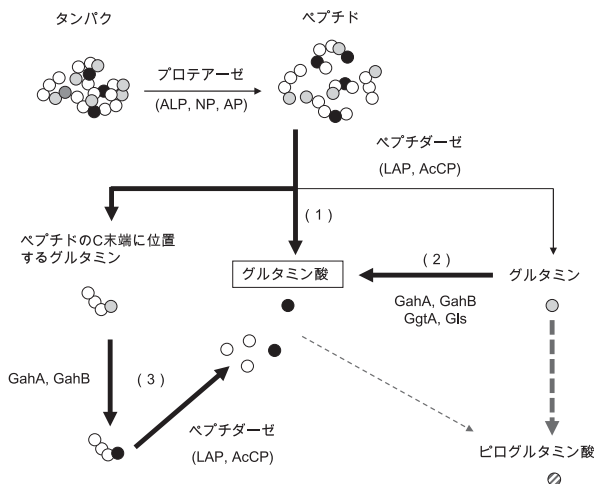 タンパク
ペプチド
プロテアーゼ
(ALP, NP, AP)
ペプチダーゼ
(LAP, AcCP)
( 1 )
ペプチドのC末端に位置
するグルタミン
グルタミン酸
( 2 )
グルタミン
GahA, GahB
GgtA, Gls
GahA, GahB
( 3 )
ペプチダーゼ
(LAP, AcCP)
ピログルタミン酸